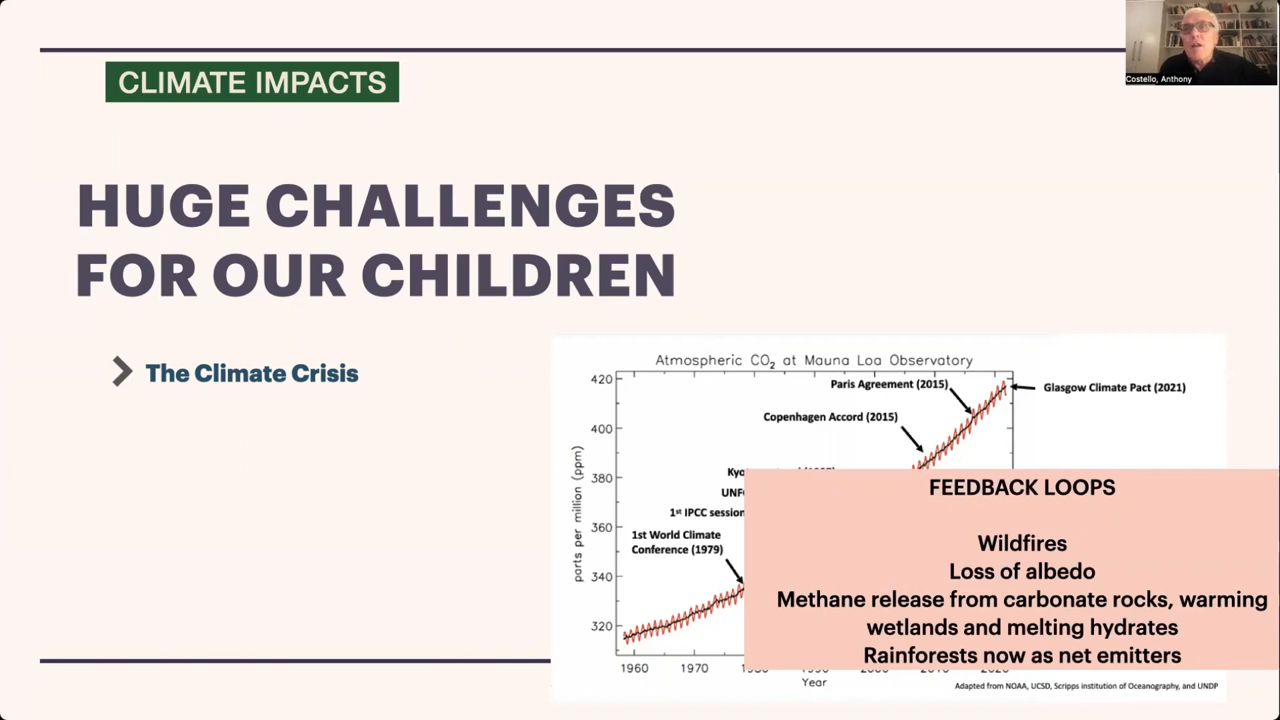 CLIMATE IMPACTS
Costello, Anthony
HUGE CHALLENGES
FOR OUR CHILDREN
The Climate Crisis
Atmospheric CO2 at Mauna Loa Observatory
420
400
380
360
340
320
parts per million (ppm)
Paris Agreement (2015)
Glasgow Climate Pact (2021)
Copenhagen Accord (2015)
1st IPCC session
1st World Climate
Conference (1979)
FEEDBACK LOOPS
Wildfires
Loss of albedo
Methane release from carbonate rocks, warming
wetlands and melting hydrates
Rainforests now as net emitters
1960 1970
Year
Adapted from NOAA, UCSD, Scripps institution of Oceanography, and UNDP